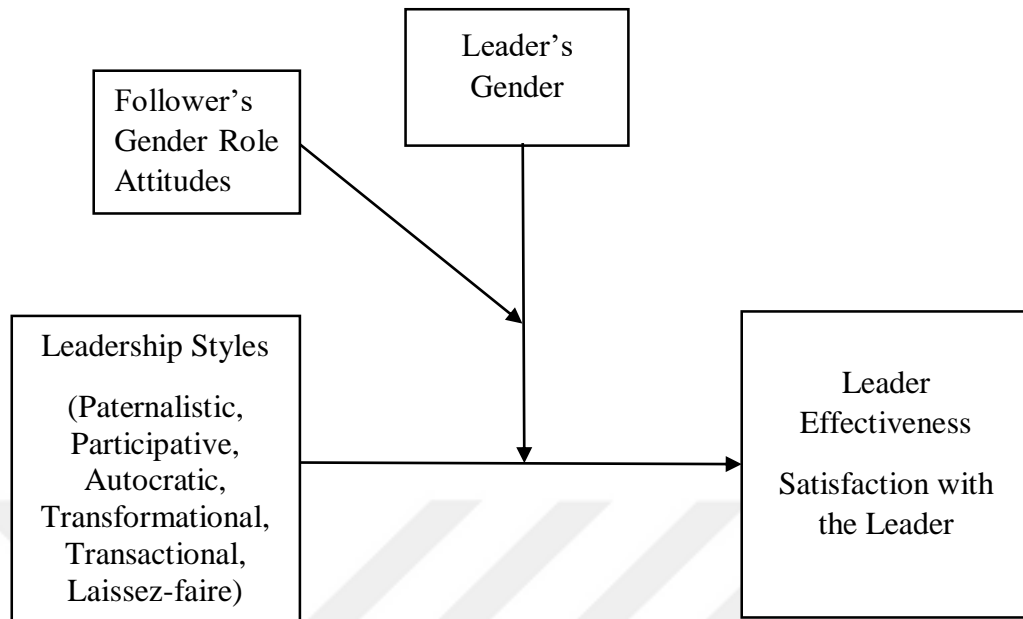 Leader’s
Gender
Follower’s
Gender Role
Attitudes
Leadership Styles
(Paternalistic,
Participative,
Autocratic,
Transformational,
Transactional,
Laissez-faire)
Leader
Effectiveness
Satisfaction with
the Leader